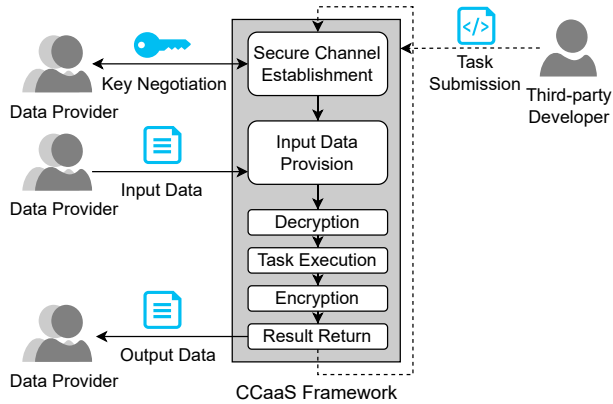 Secure Channel
Establishment
</>
Task
Submission
Third-party
Developer
Key Negotiation
Data Provider
Input Data
Provision
Input Data
Data Provider
Decryption
Task Execution
Encryption
Result Return
Output Data
Data Provider
CCaaS Framework